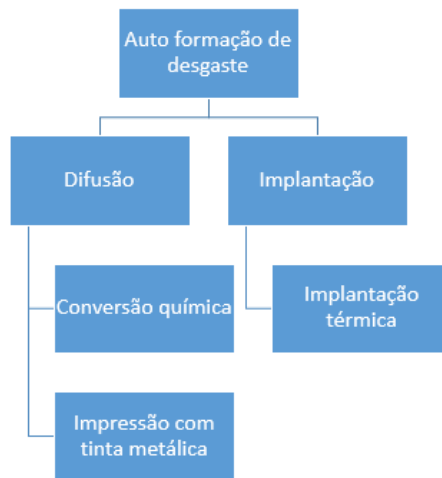 Auto formação de
desgaste
Difusão
Implantação
Conversão química
Implantação
térmica
Impressão com
tinta metálica